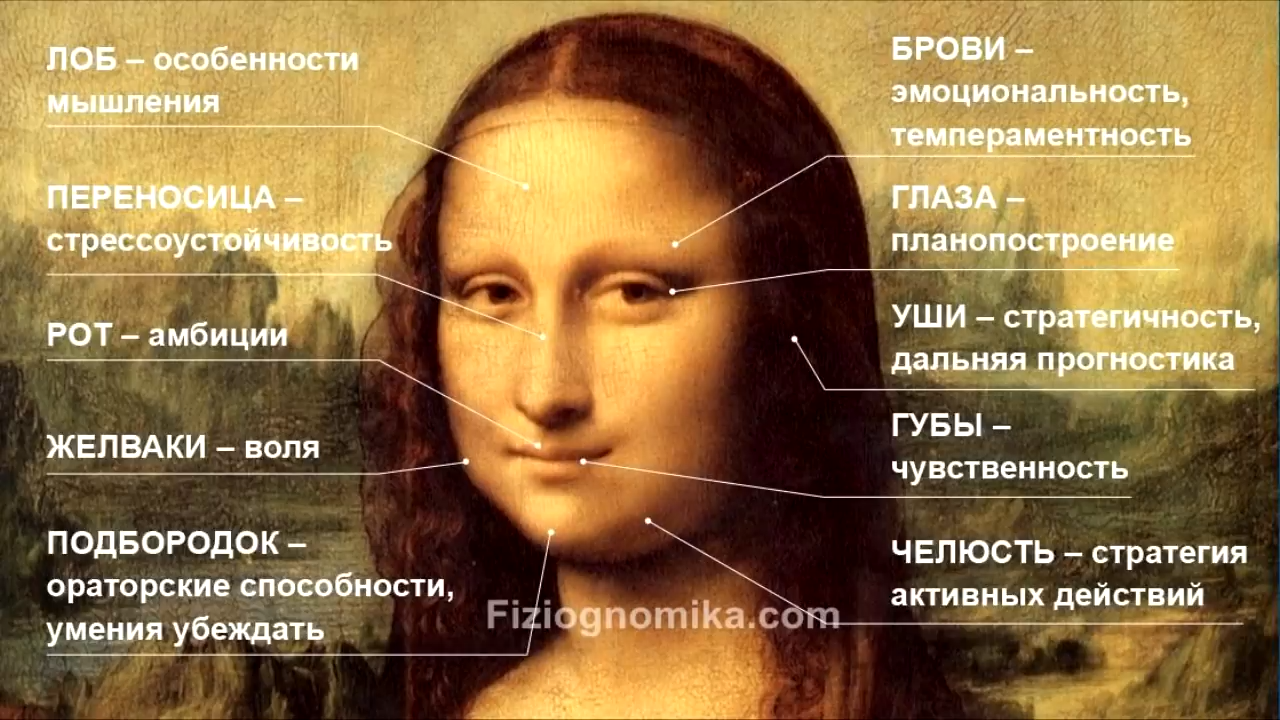 ЛОБ – особенности
мышления
ПЕРЕНОСИЦА –
стрессоустойчивость
РОТ – амбиции
ЖЕЛВАКИ – воля
ПОДБОРОДОК –
ораторские способности,
умения убеждать
БРОВИ –
эмоциональность,
темпераментность
ГЛАЗА –
планопостроение
УШИ – стратегичность,
дальняя прогностика
ГУБЫ –
чувственность
ЧЕЛЮСТЬ – стратегия
активных действий
Fiziognomika.com